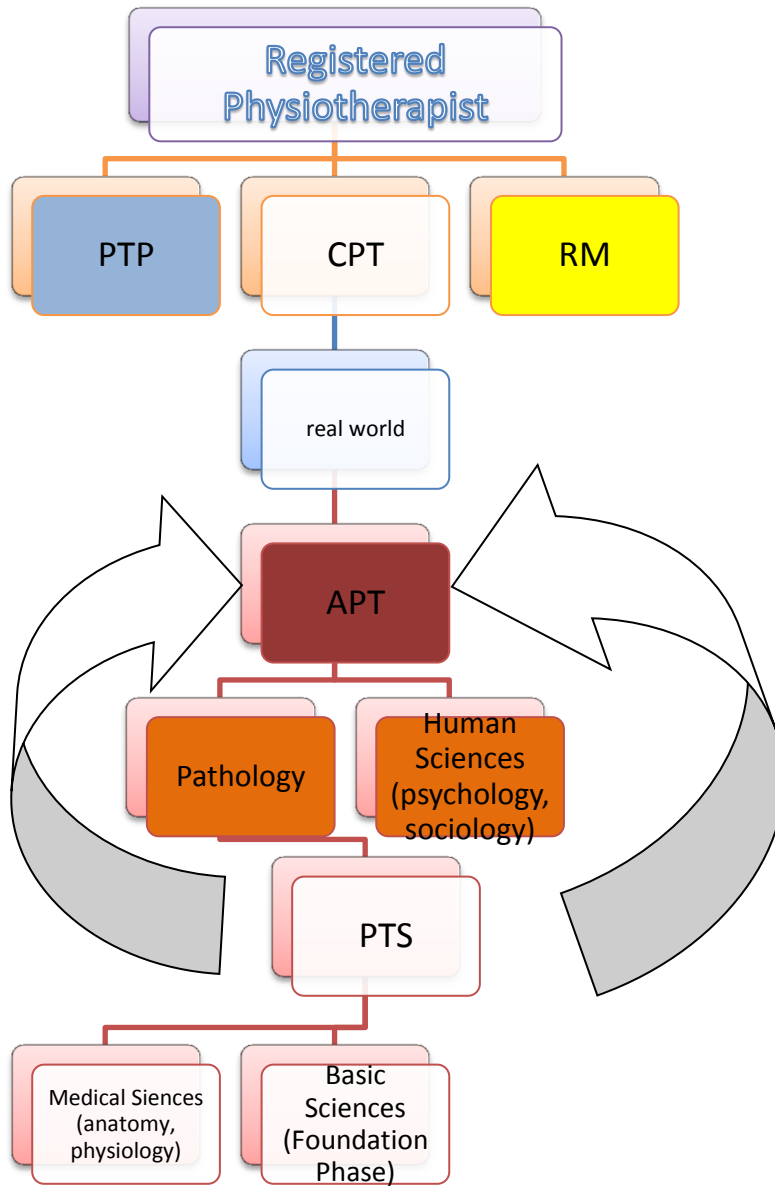 Registered
Physiotherapist
PTP
CPT
RM
real world
APT
Pathology
Human
Sciences
(psychology,
sociology)
PTS
Medical Siences
(anatomy,
physiology)
Basic
Sciences
(Foundation
Phase)